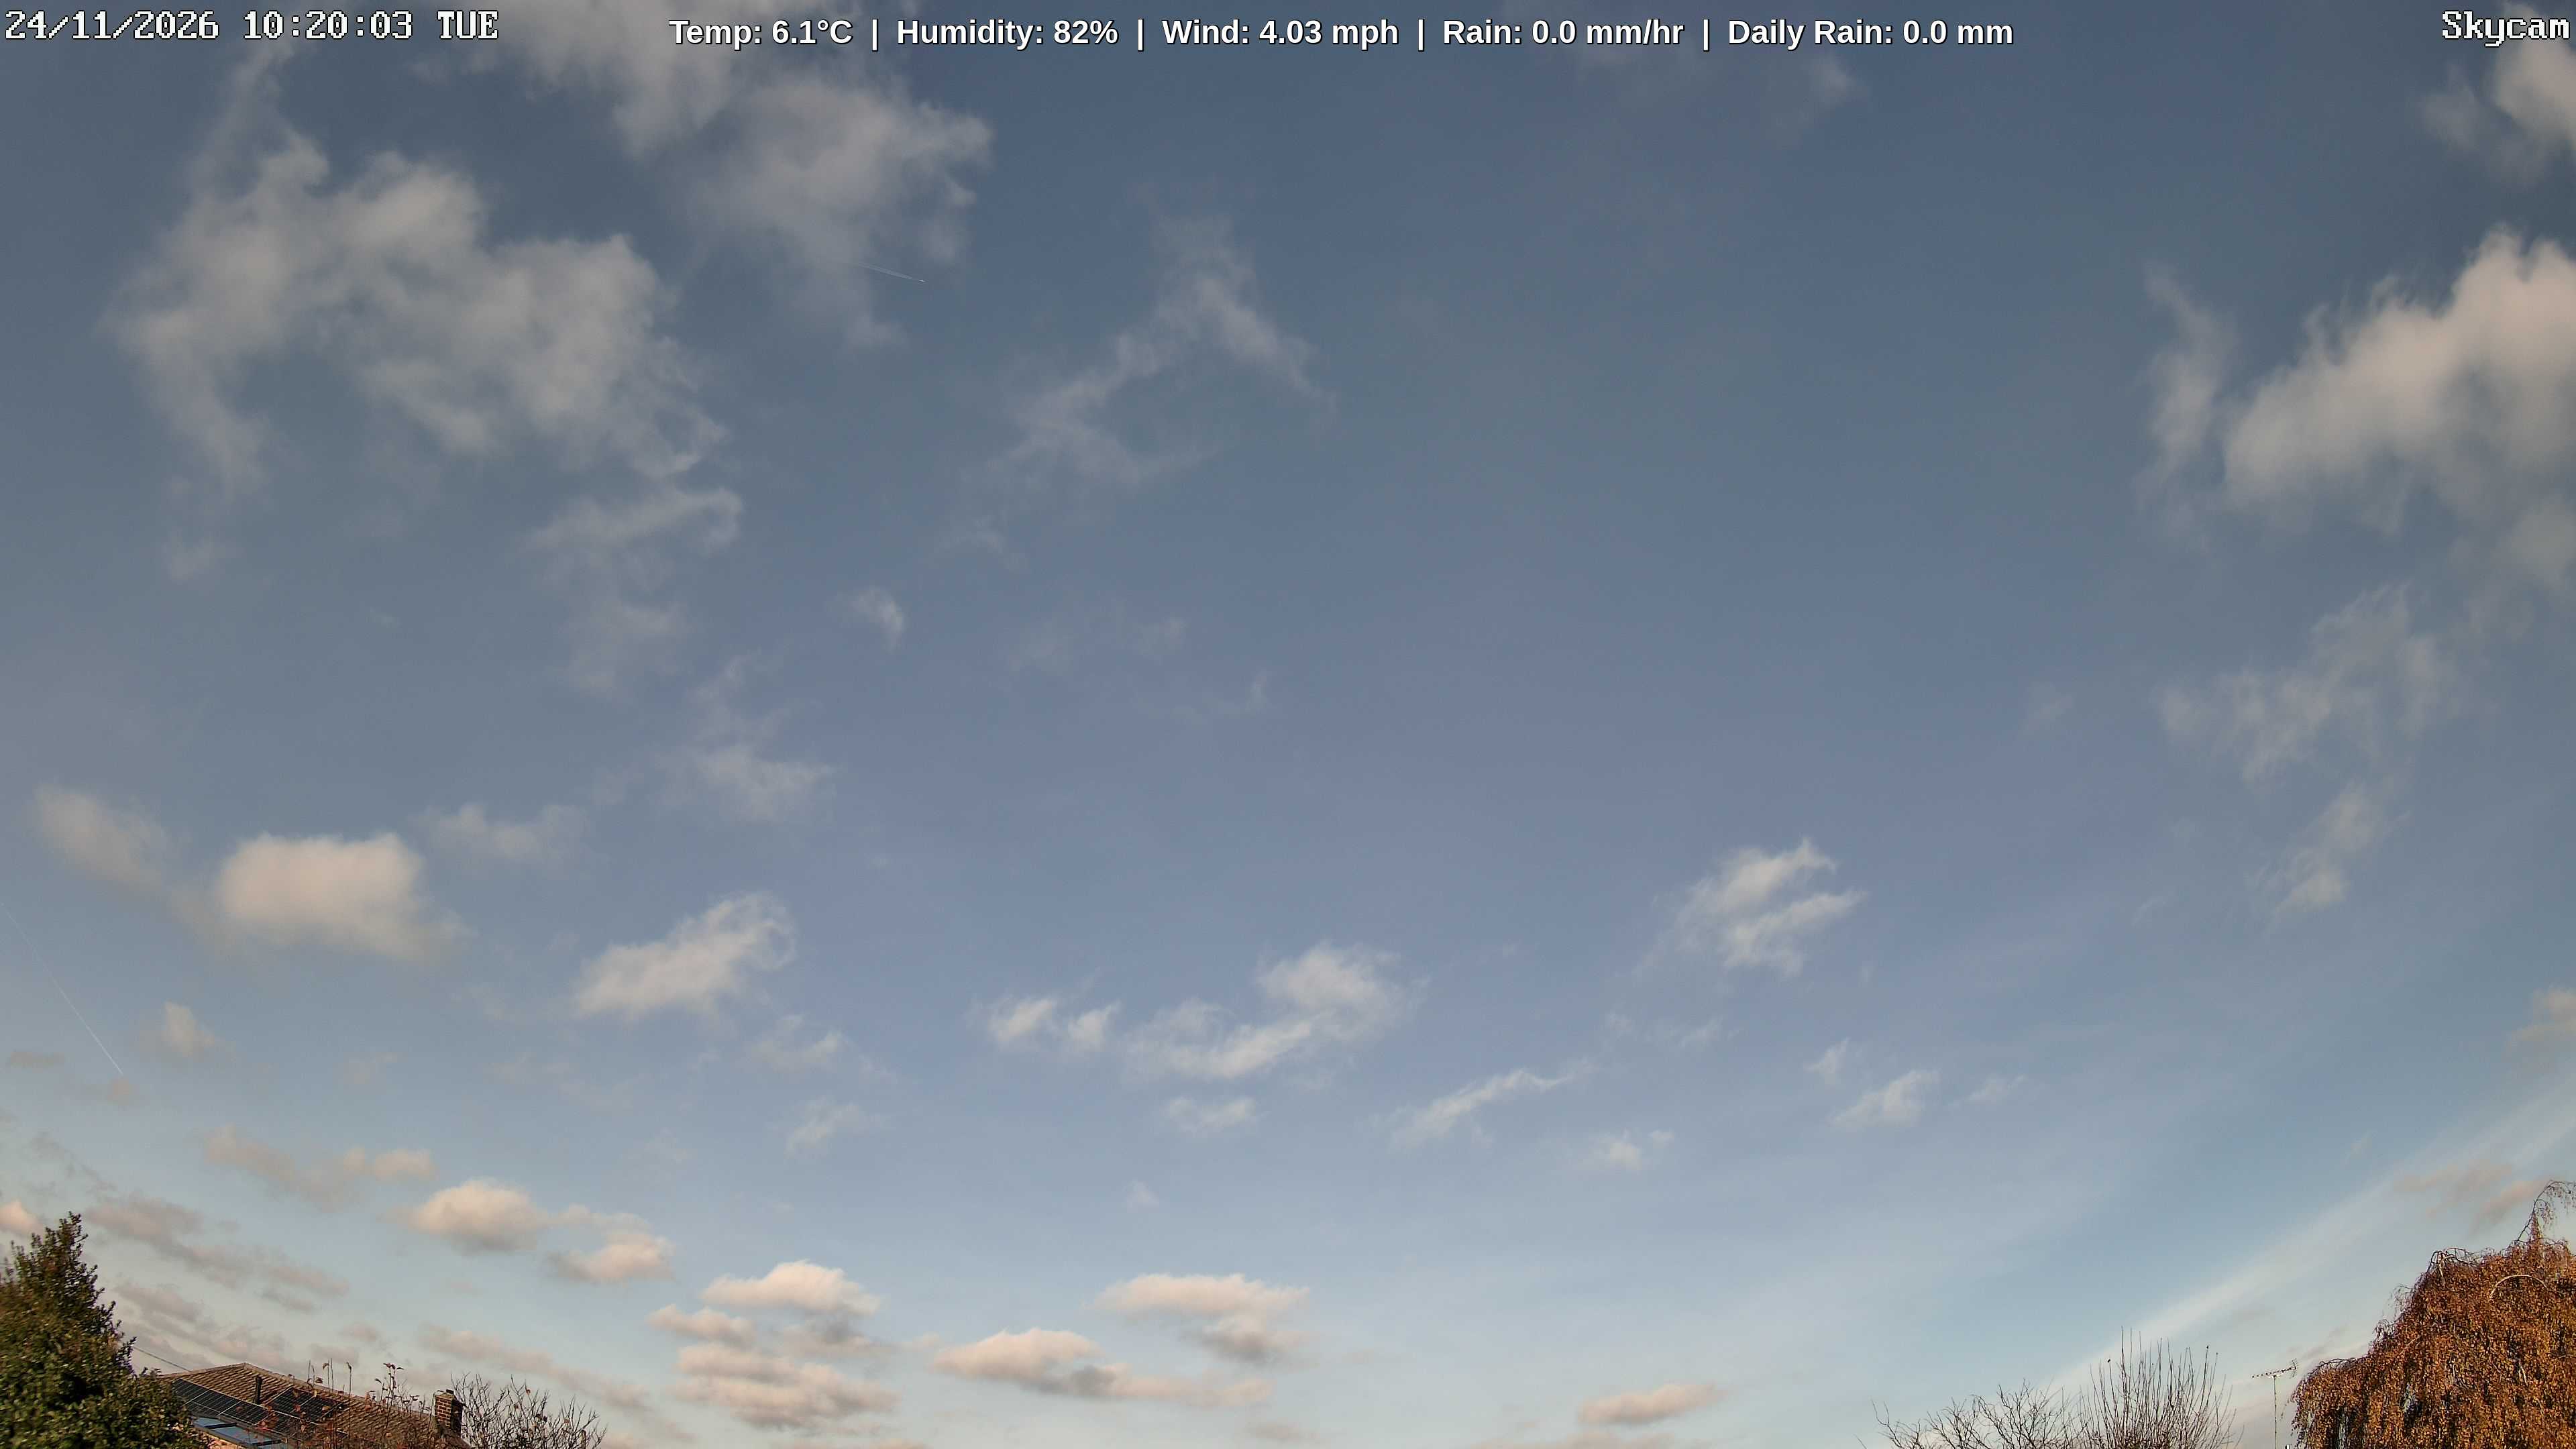 24/11/2026 10:20:03 TUE
Temp: 6.1°C | Humidity: 82% | Wind: 4.03 mph | Rain: 0.0 mm/hr | Daily Rain: 0.0 mm
Skycam